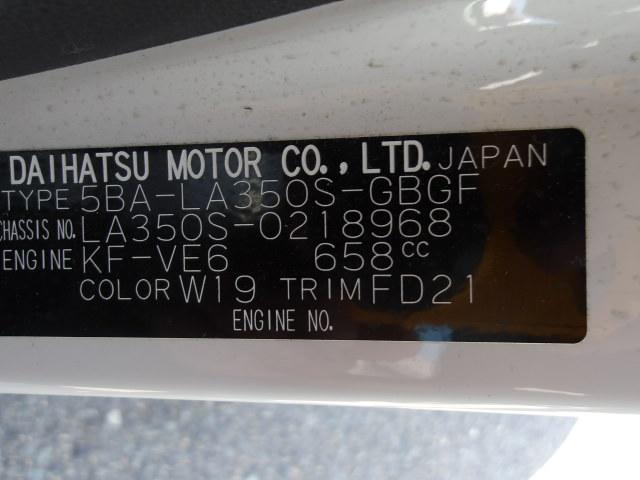 DAIHATSU MOTOR CO., LTD. JAPAN
TYPE 5BA-LA350S-GBGF
CHASSIS NO. LA350S-0218968
ENGINE KF-VE6 658cc
COLOR W19 TRIM FD21
ENGINE NO.